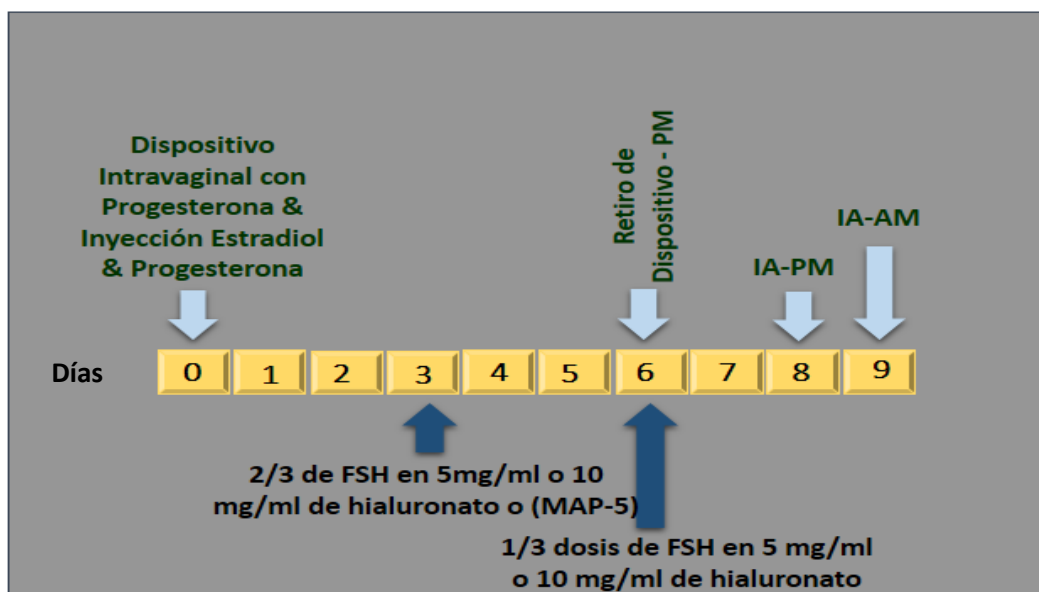 Dispositivo
Intravaginal con
Progesterona &
Inyección Estradiol
& Progesterona
Retiro de
Dispositivo - PM
IA-PM
IA-AM
Días 0 1 2 3 4 5 6 7 8 9
2/3 de FSH en 5mg/ml o 10
mg/ml de hialuronato o (MAP-5)
1/3 dosis de FSH en 5 mg/ml
o 10 mg/ml de hialuronato